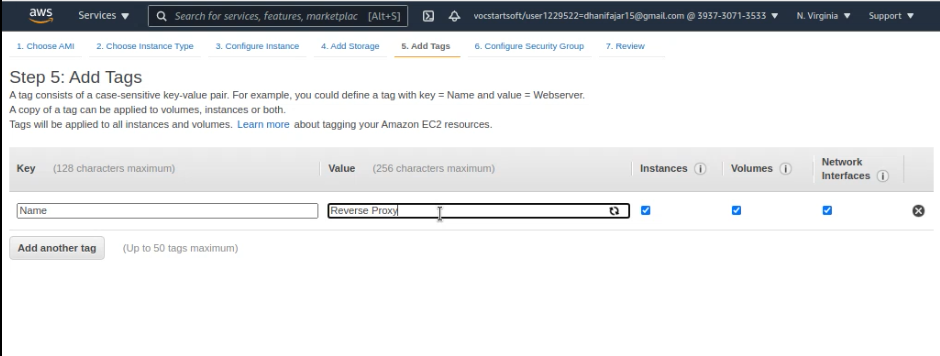 aws Services Search for services, features, marketplac [Alt+S] vocstartsoft/user1229522=dhanifajar15@gmail.com @ 3937-3071-3533 N. Virginia Support
1. Choose AMI 2. Choose Instance Type 3. Configure Instance 4. Add Storage 5. Add Tags 6. Configure Security Group 7. Review
Step 5: Add Tags
A tag consists of a case-sensitive key-value pair. For example, you could define a tag with key = Name and value = Webserver.
A copy of a tag can be applied to volumes, instances or both.
Tags will be applied to all instances and volumes. Learn more about tagging your Amazon EC2 resources.
Key (128 characters maximum) Value (256 characters maximum) Instances Volumes Network
Interfaces
Name Reverse Proxy
Add another tag (Up to 50 tags maximum)